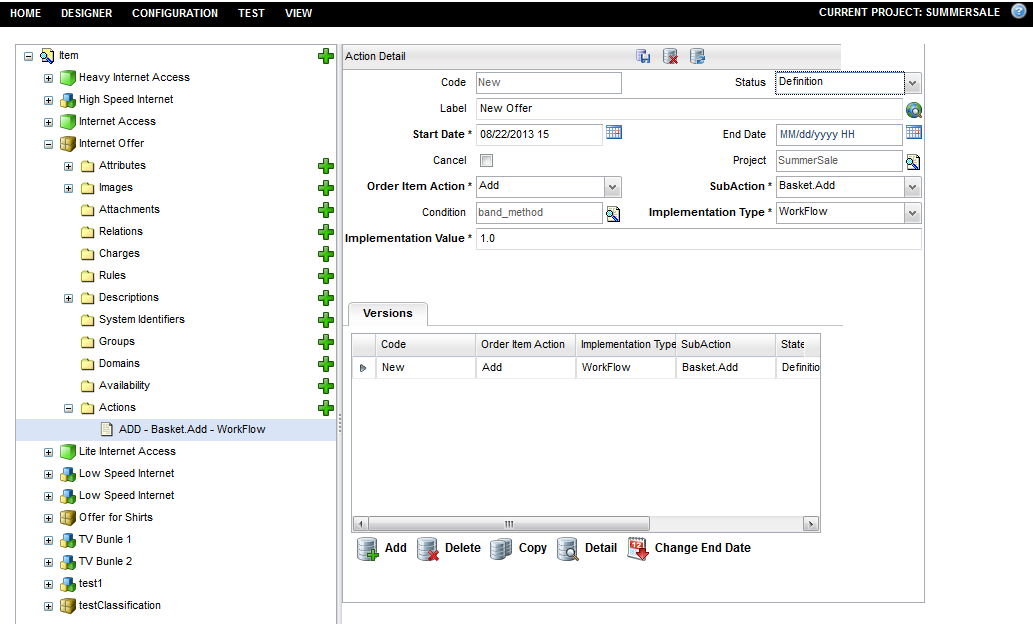 HOME DESIGNER CONFIGURATION TEST VIEW CURRENT PROJECT: SUMMERSALE ?
Item
Heavy Internet Access
High Speed Internet
Internet Access
Internet Offer
Attributes
Images
Attachments
Relations
Charges
Rules
Descriptions
System Identifiers
Groups
Domains
Availability
Actions
ADD - Basket.Add - WorkFlow
Lite Internet Access
Low Speed Internet
Low Speed Internet
Offer for Shirts
TV Bunle 1
TV Bunle 2
test1
testClassification
Action Detail
Code New Status Definition
Label New Offer
Start Date * 08/22/2013 15 End Date MM/dd/yyyy HH
Cancel Project SummerSale
Order Item Action * Add SubAction * Basket.Add
Condition band_method Implementation Type * WorkFlow
Implementation Value * 1.0
Versions
Code Order Item Action Implementation Type SubAction State
New Add WorkFlow Basket.Add Definitio
Add Delete Copy Detail 12 Change End Date